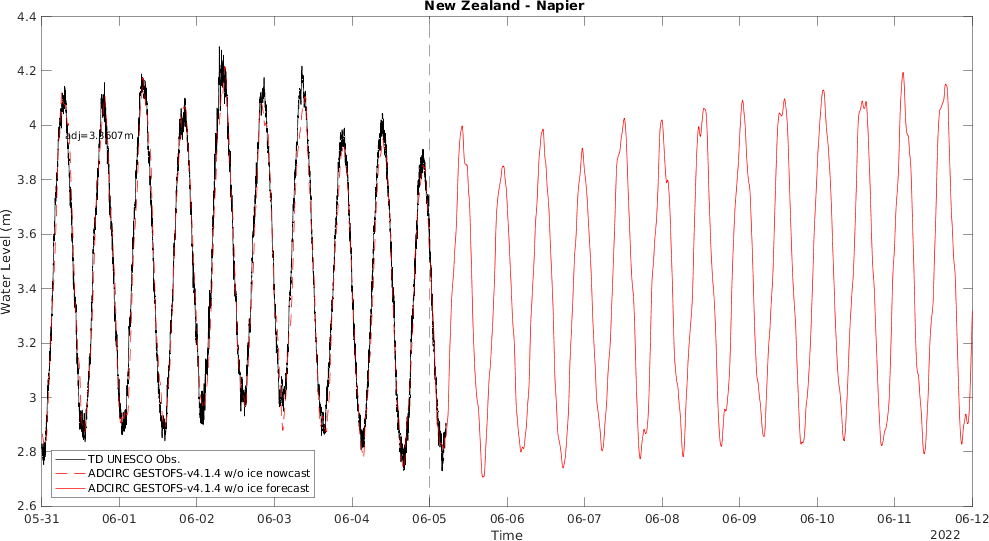 New Zealand - Napier
4.4
4.2
4
3.8
3.6
3.4
3.2
3
2.8
2.6
Water Level (m)
adj=3.3607m
TD UNESCO Obs.
ADCIRC GESTOFS-v4.1.4 w/o ice nowcast
ADCIRC GESTOFS-v4.1.4 w/o ice forecast
05-31 06-01 06-02 06-03 06-04 06-05 06-06 06-07 06-08 06-09 06-10 06-11 06-12
Time
2022